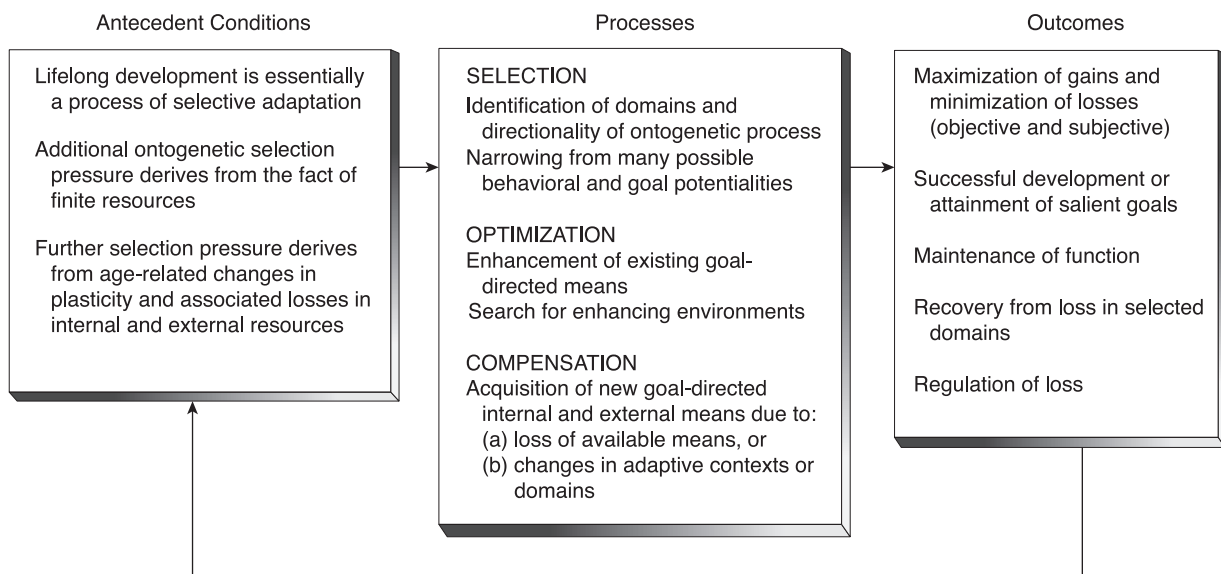 Antecedent Conditions
Lifelong development is essentially
a process of selective adaptation
Additional ontogenetic selection
pressure derives from the fact of
finite resources
Further selection pressure derives
from age-related changes in
plasticity and associated losses in
internal and external resources
Processes
SELECTION
Identification of domains and
directionality of ontogenetic process
Narrowing from many possible
behavioral and goal potentialities
OPTIMIZATION
Enhancement of existing goal-
directed means
Search for enhancing environments
COMPENSATION
Acquisition of new goal-directed
internal and external means due to:
(a) loss of available means, or
(b) changes in adaptive contexts or
domains
Outcomes
Maximization of gains and
minimization of losses
(objective and subjective)
Successful development or
attainment of salient goals
Maintenance of function
Recovery from loss in selected
domains
Regulation of loss